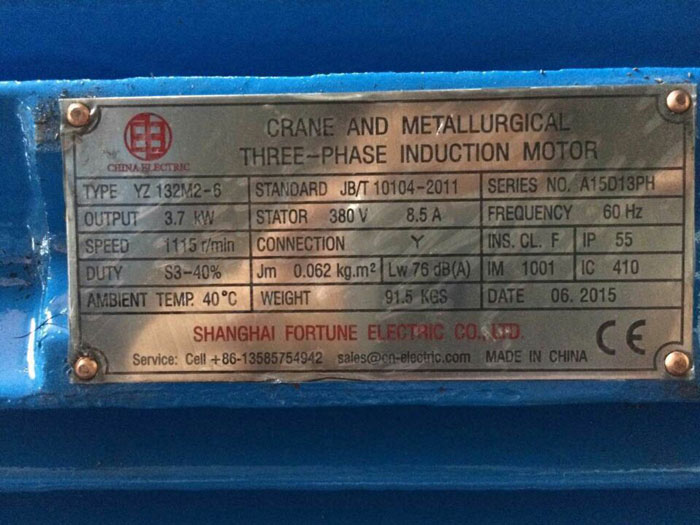 CHINA ELECTRIC
CRANE AND METALLURGICAL
THREE-PHASE INDUCTION MOTOR
TYPE YZ 132M2-6 STANDARD JB/T 10104-2011 SERIES NO. A15D13PH
OUTPUT 3.7 kW STATOR 380 V 8.5 A FREQUENCY 60 Hz
SPEED 1115 r/min CONNECTION Y INS. CL. F IP 55
DUTY S3-40% Jm 0.062 kg.m² Lw 76 dB(A) IM 1001 IC 410
AMBIENT TEMP. 40°C WEIGHT 91.5 KGS DATE 06. 2015
SHANGHAI FORTUNE ELECTRIC CO., LTD.
CE
Service: Cell +86-13585754942 sales@cn-electric.com MADE IN CHINA